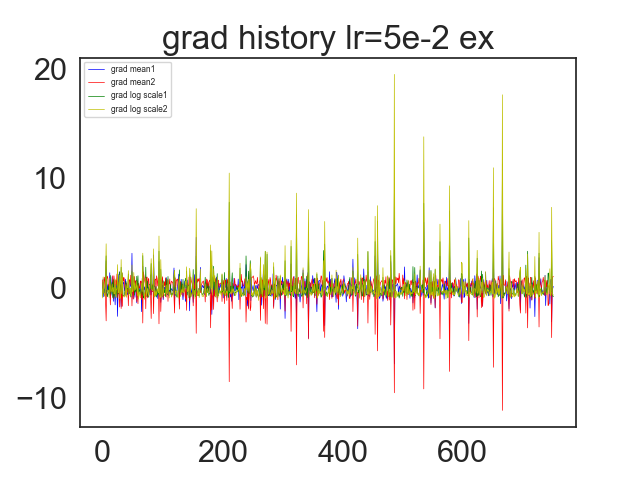 grad history lr=5e-2 ex
grad mean1
grad mean2
grad log scale1
grad log scale2
20
10
0
−10
0
200
400
600